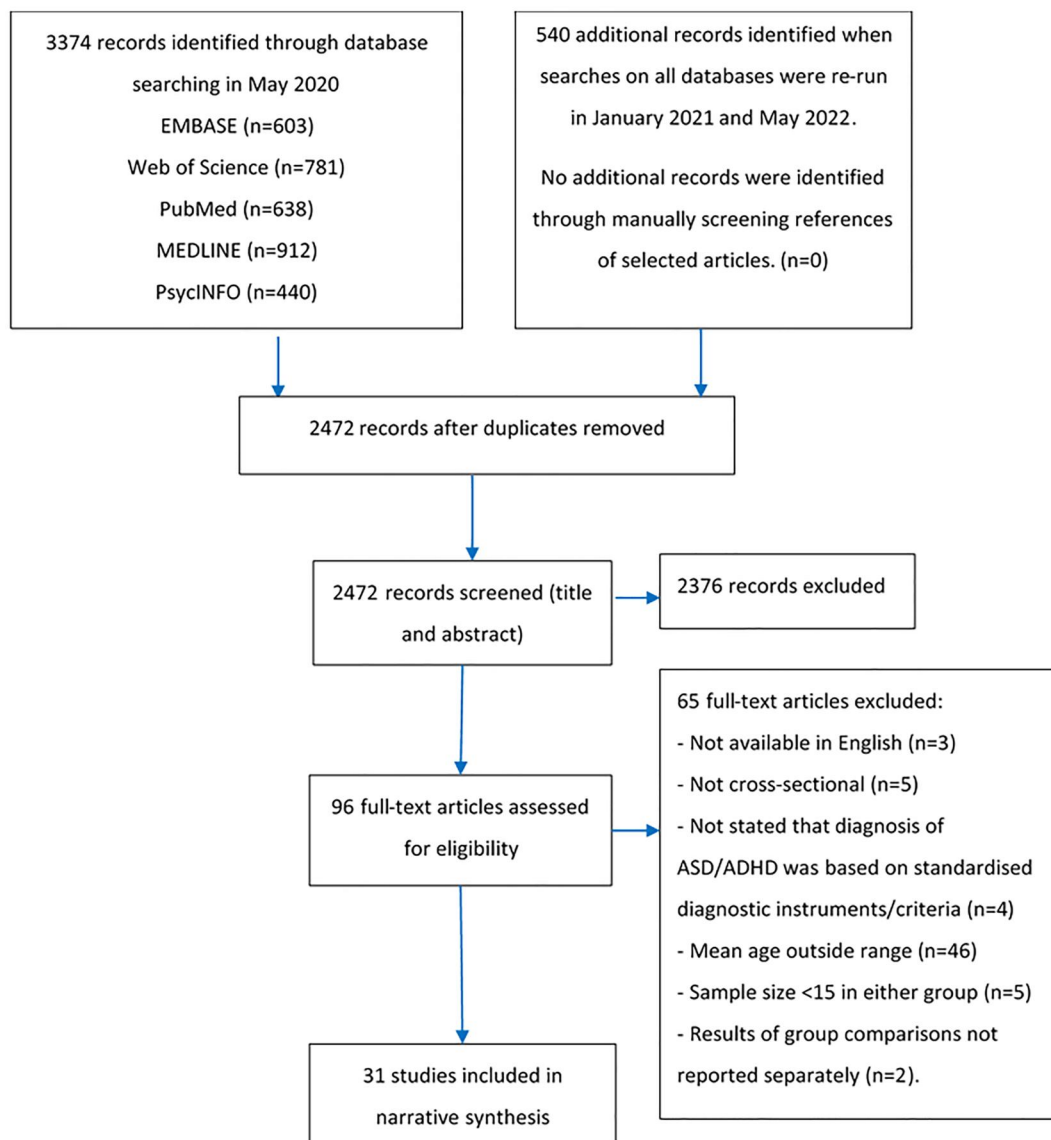 3374 records identified through database
searching in May 2020
EMBASE (n=603)
Web of Science (n=781)
PubMed (n=638)
MEDLINE (n=912)
PsycINFO (n=440)
540 additional records identified when
searches on all databases were re-run
in January 2021 and May 2022.
No additional records were identified
through manually screening references
of selected articles. (n=0)
2472 records after duplicates removed
2472 records screened (title
and abstract)
2376 records excluded
96 full-text articles assessed
for eligibility
65 full-text articles excluded:
- Not available in English (n=3)
- Not cross-sectional (n=5)
- Not stated that diagnosis of
ASD/ADHD was based on standardised
diagnostic instruments/criteria (n=4)
- Mean age outside range (n=46)
- Sample size <15 in either group (n=5)
- Results of group comparisons not
reported separately (n=2).
31 studies included in
narrative synthesis